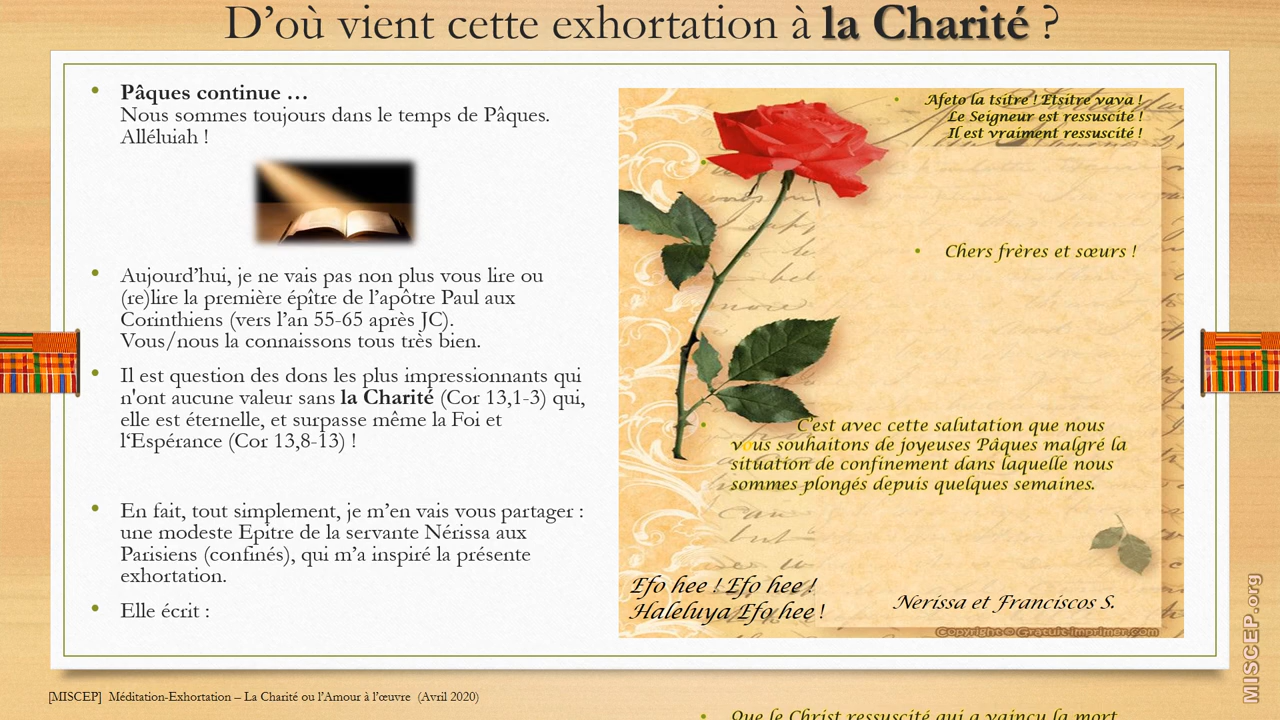 D’où vient cette exhortation à la Charité ?
• Pâques continue …
Nous sommes toujours dans le temps de Pâques.
Alléluiah !
• Aujourd’hui, je ne vais pas non plus vous lire ou
(re)lire la première épître de l’apôtre Paul aux
Corinthiens (vers l’an 55-65 après JC).
Vous/nous la connaissons tous très bien.
• Il est question des dons les plus impressionnants qui
n'ont aucune valeur sans la Charité (Cor 13,1-3) qui,
elle est éternelle, et surpasse même la Foi et
l‘Espérance (Cor 13,8-13) !
• En fait, tout simplement, je m’en vais vous partager :
une modeste Epitre de la servante Nérissa aux
Parisiens (confinés), qui m’a inspiré la présente
exhortation.
• Elle écrit :
• Afeto la tsitre ! Etsitre vava !
Le Seigneur est ressuscité !
Il est vraiment ressuscité !
• Chers frères et sœurs !
• C’est avec cette salutation que nous
vous souhaitons de joyeuses Pâques malgré la
situation de confinement dans laquelle nous
sommes plongés depuis quelques semaines.
Efo hee ! Efo hee !
Haleluya Efo hee !
Nerissa et Franciscos S.
Copyright © Gratuit-imprimer.com
• Que le Christ ressuscité qui a vaincu la mort
MISCEP.org
[MISCEP] Méditation-Exhortation – La Charité ou l’Amour à l’œuvre (Avril 2020)